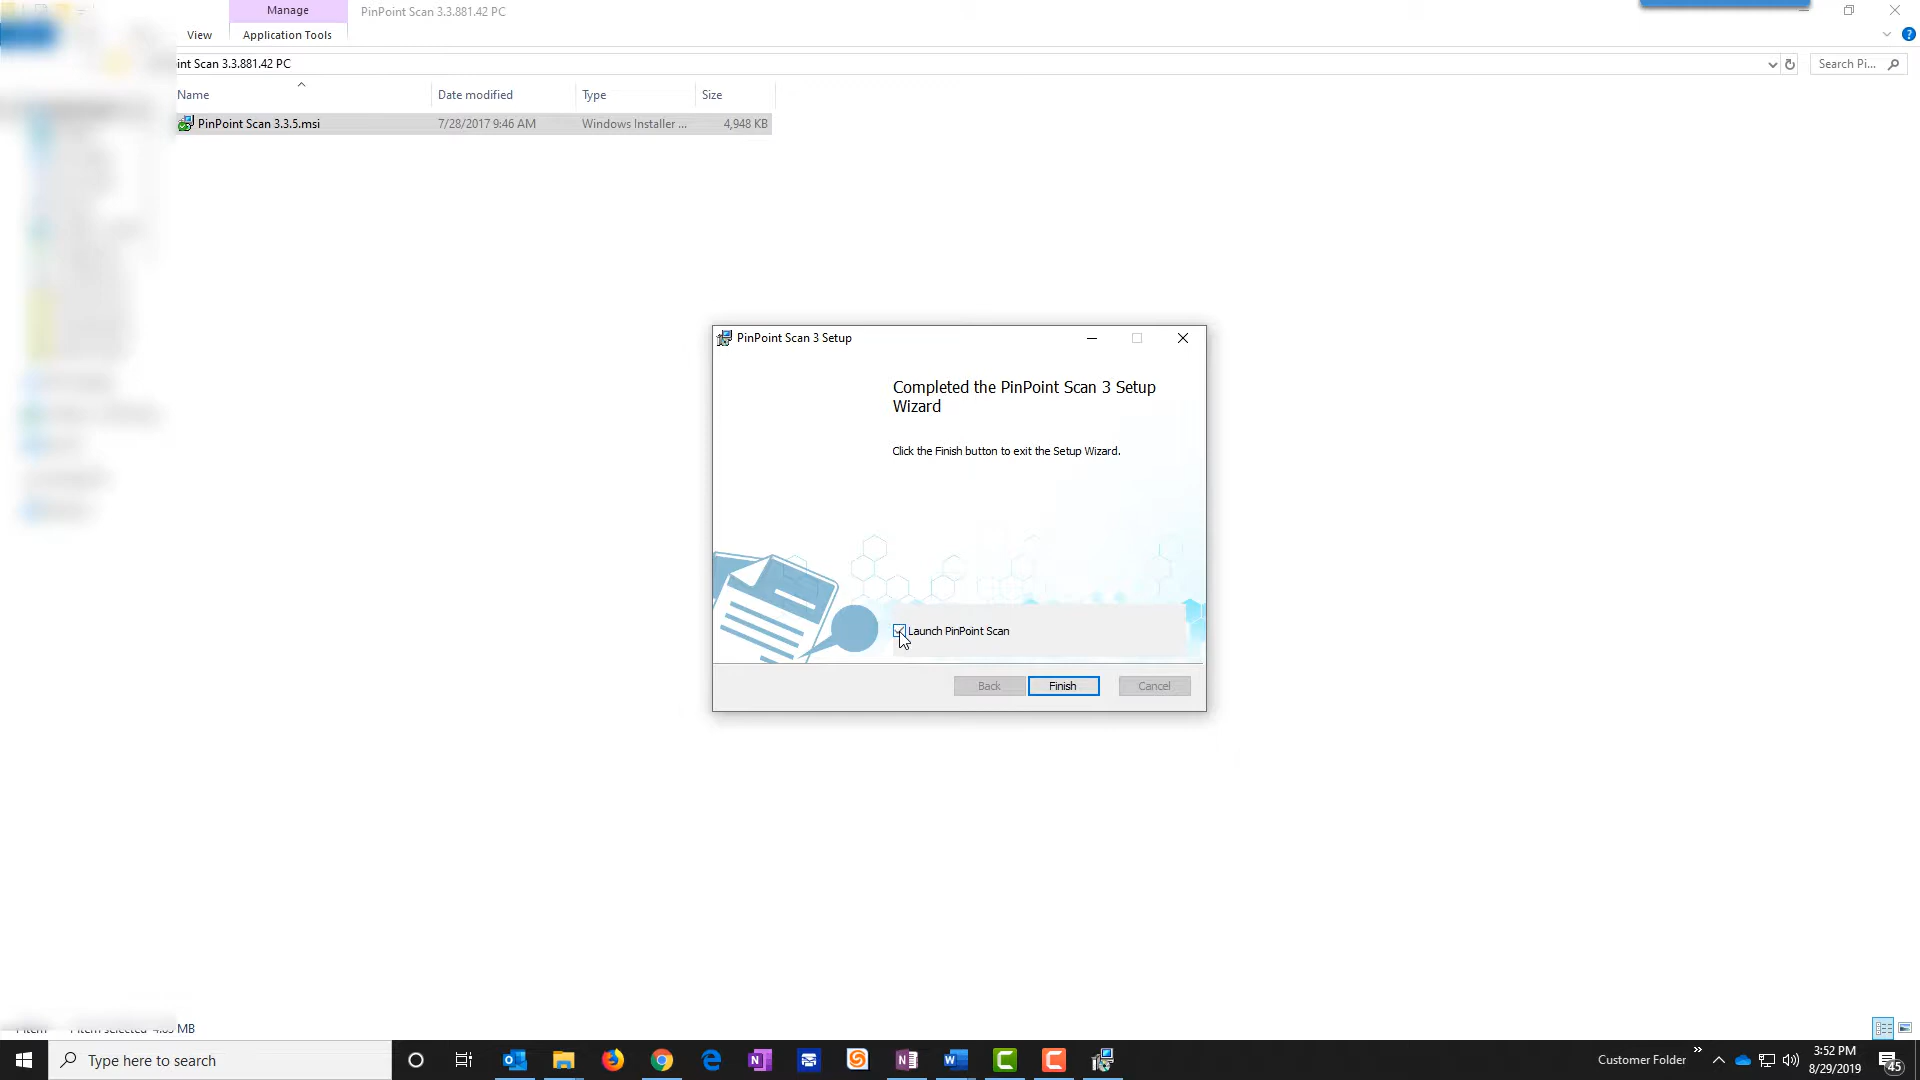 Manage
PinPoint Scan 3.3.881.42 PC
View
Application Tools
int Scan 3.3.881.42 PC
Search Pi...
Name
Date modified
Type
Size
PinPoint Scan 3.3.5.msi
7/28/2017 9:46 AM
Windows Installer ...
4,948 KB
PinPoint Scan 3 Setup
Completed the PinPoint Scan 3 Setup
Wizard
Click the Finish button to exit the Setup Wizard.
Launch PinPoint Scan
Back
Finish
Cancel
MB
Type here to search
Customer Folder
3:52 PM
8/29/2019
45